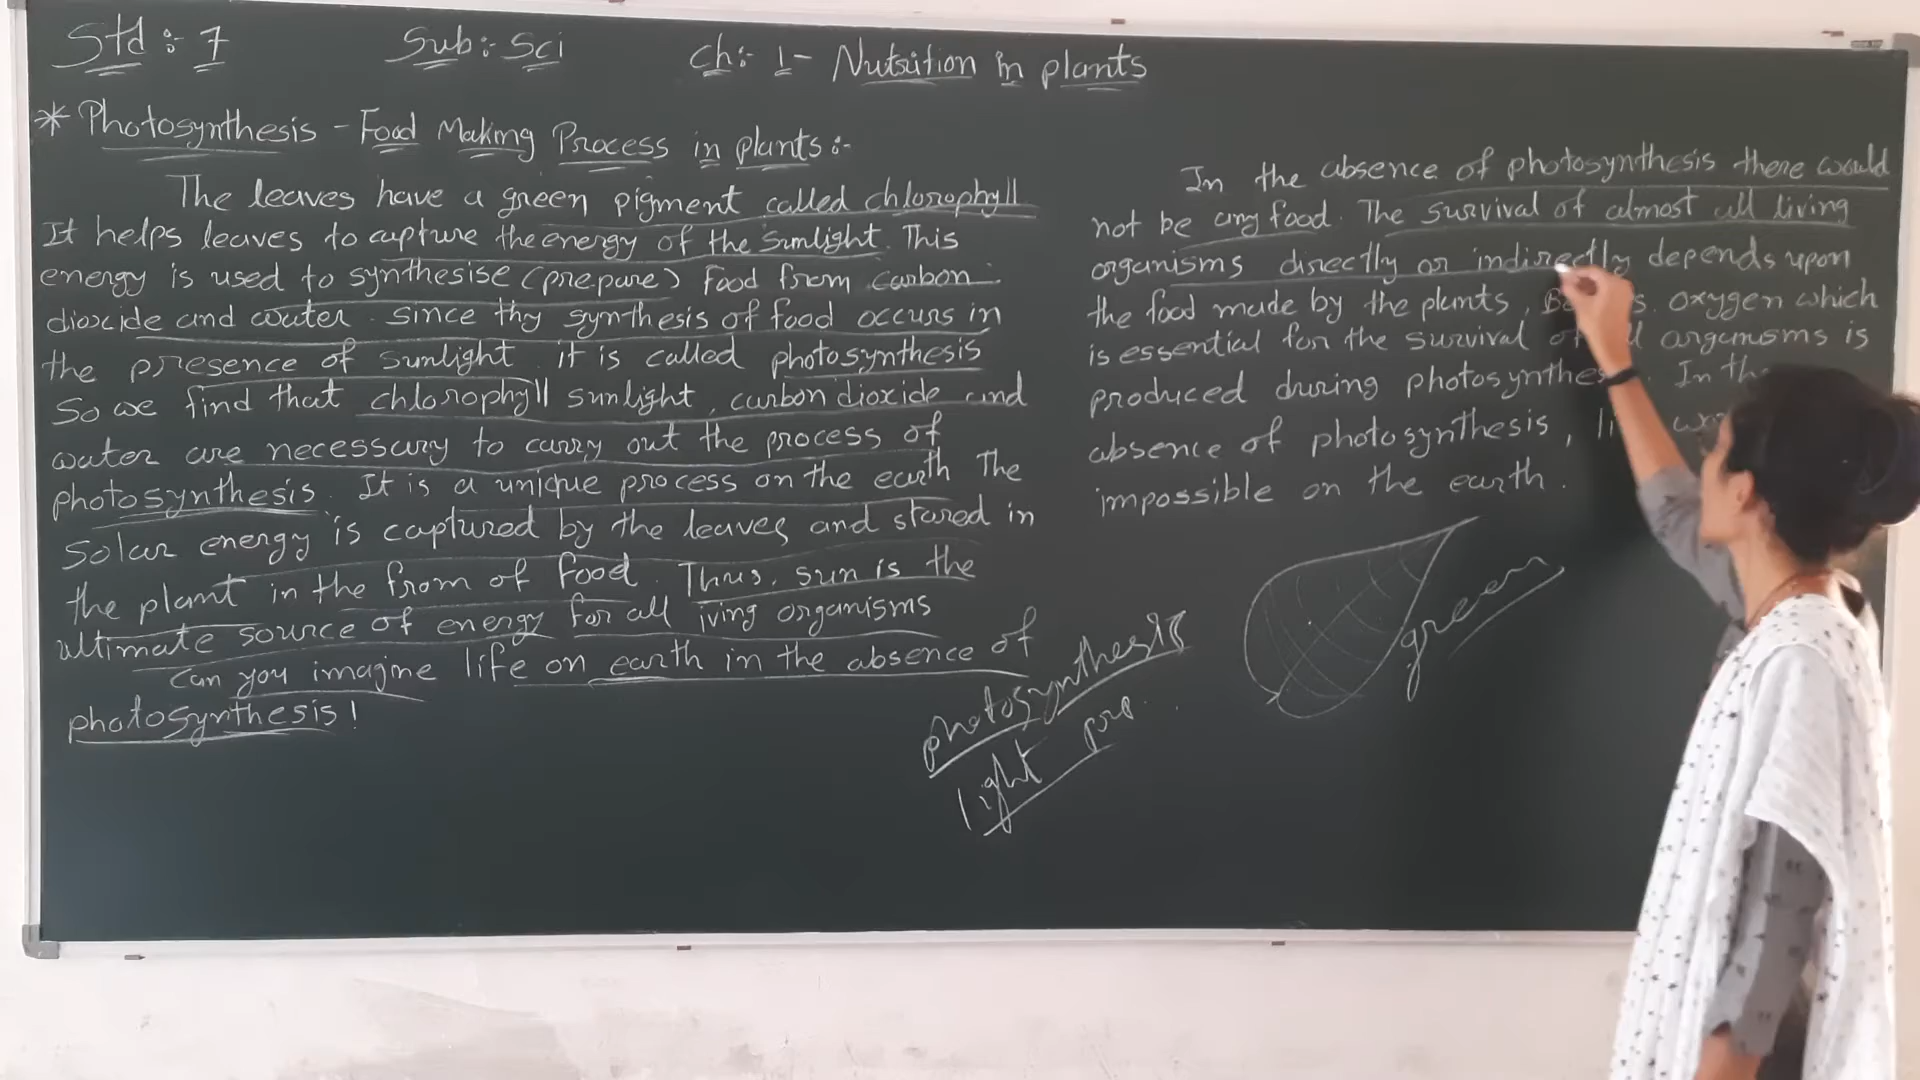 Std :- 7 Sub :- Sci Ch :- 1 - Nutrition in plants
* Photosynthesis - Food Making Process in plants :-
The leaves have a green pigment called chlorophyll
It helps leaves to capture the energy of the sunlight. This
energy is used to synthesise (prepare) food from carbon
dioxide and water. since thy synthesis of food occurs in
the presence of sunlight it is called photosynthesis
So we find that chlorophyll sunlight, carbon dioxide and
water are necessary to carry out the process of
photosynthesis. It is a unique process on the earth The
solar energy is captured by the leaves and stared in
the plant in the from of food. Thus, sun is the
ultimate source of energy for all iving organisms
can you imagine life on earth in the absence of
photosynthesis!
In the absence of photosynthesis there would
not be any food. The survival of almost all living
organisms directly or indirectly depends upon
the food made by the plants, oxygen which
is essential for the survival organisms is
produced during photosynthesis. In
absence of photosynthesis,
impossible on the earth.
photosynthesis
light pro
green